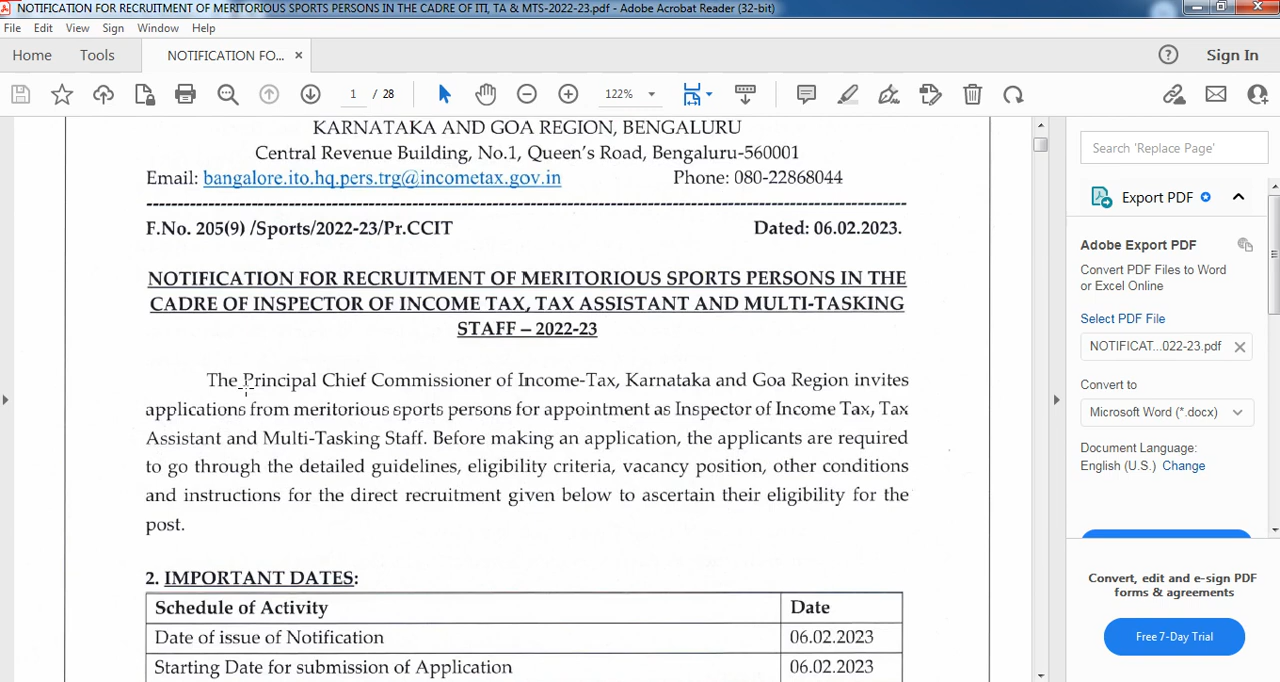 NOTIFICATION FOR RECRUITMENT OF MERITORIOUS SPORTS PERSONS IN THE CADRE OF ITI, TA & MTS-2022-23.pdf - Adobe Acrobat Reader (32-bit)
File Edit View Sign Window Help
Home Tools NOTIFICATION FO... × Sign In
1 / 28 122%
KARNATAKA AND GOA REGION, BENGALURU
Central Revenue Building, No.1, Queen's Road, Bengaluru-560001
Email: bangalore.ito.hq.pers.trg@incometax.gov.in Phone: 080-22868044
F.No. 205(9) /Sports/2022-23/Pr.CCIT Dated: 06.02.2023.
NOTIFICATION FOR RECRUITMENT OF MERITORIOUS SPORTS PERSONS IN THE
CADRE OF INSPECTOR OF INCOME TAX, TAX ASSISTANT AND MULTI-TASKING
STAFF – 2022-23
The Principal Chief Commissioner of Income-Tax, Karnataka and Goa Region invites
applications from meritorious sports persons for appointment as Inspector of Income Tax, Tax
Assistant and Multi-Tasking Staff. Before making an application, the applicants are required
to go through the detailed guidelines, eligibility criteria, vacancy position, other conditions
and instructions for the direct recruitment given below to ascertain their eligibility for the
post.
2. IMPORTANT DATES:
Schedule of Activity Date
Date of issue of Notification 06.02.2023
Starting Date for submission of Application 06.02.2023
Search 'Replace Page'
Export PDF
Adobe Export PDF
Convert PDF Files to Word
or Excel Online
Select PDF File
NOTIFICAT...022-23.pdf
Convert to
Microsoft Word (*.docx)
Document Language:
English (U.S.) Change
Convert, edit and e-sign PDF
forms & agreements
Free 7-Day Trial